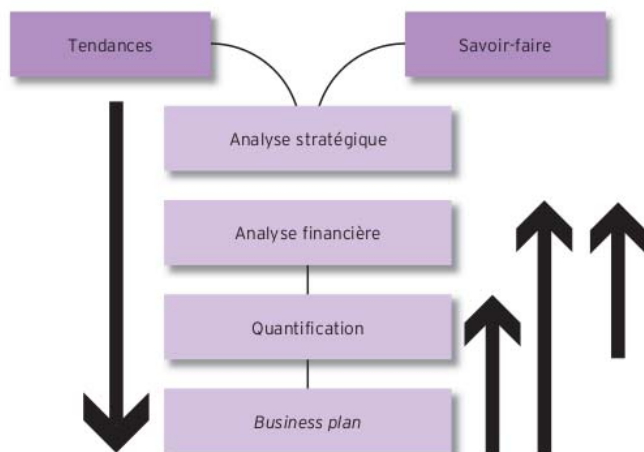 Tendances
Savoir-faire
Analyse stratégique
Analyse financière
Quantification
Business plan